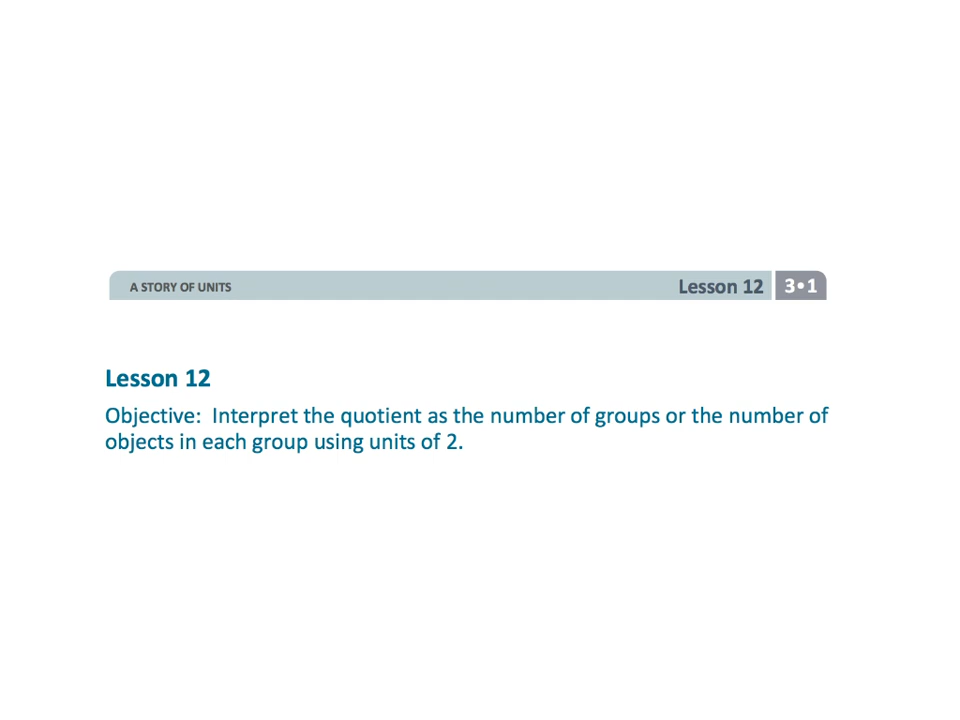 A STORY OF UNITS
Lesson 12
3•1
Lesson 12
Objective:  Interpret the quotient as the number of groups or the number of
objects in each group using units of 2.